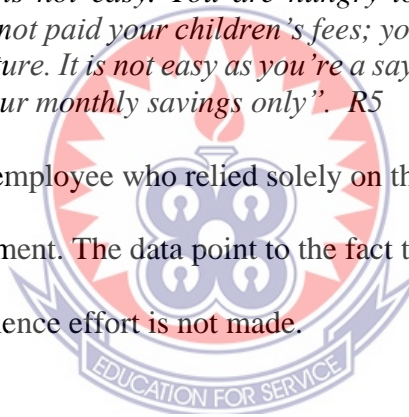 is not easy. You are hungry to
not paid your children's fees; yo
ture. It is not easy as you're a say
ur monthly savings only". R5
employee who relied solely on th
ment. The data point to the fact t
ience effort is not made.
EDUCATION FOR SERVICE